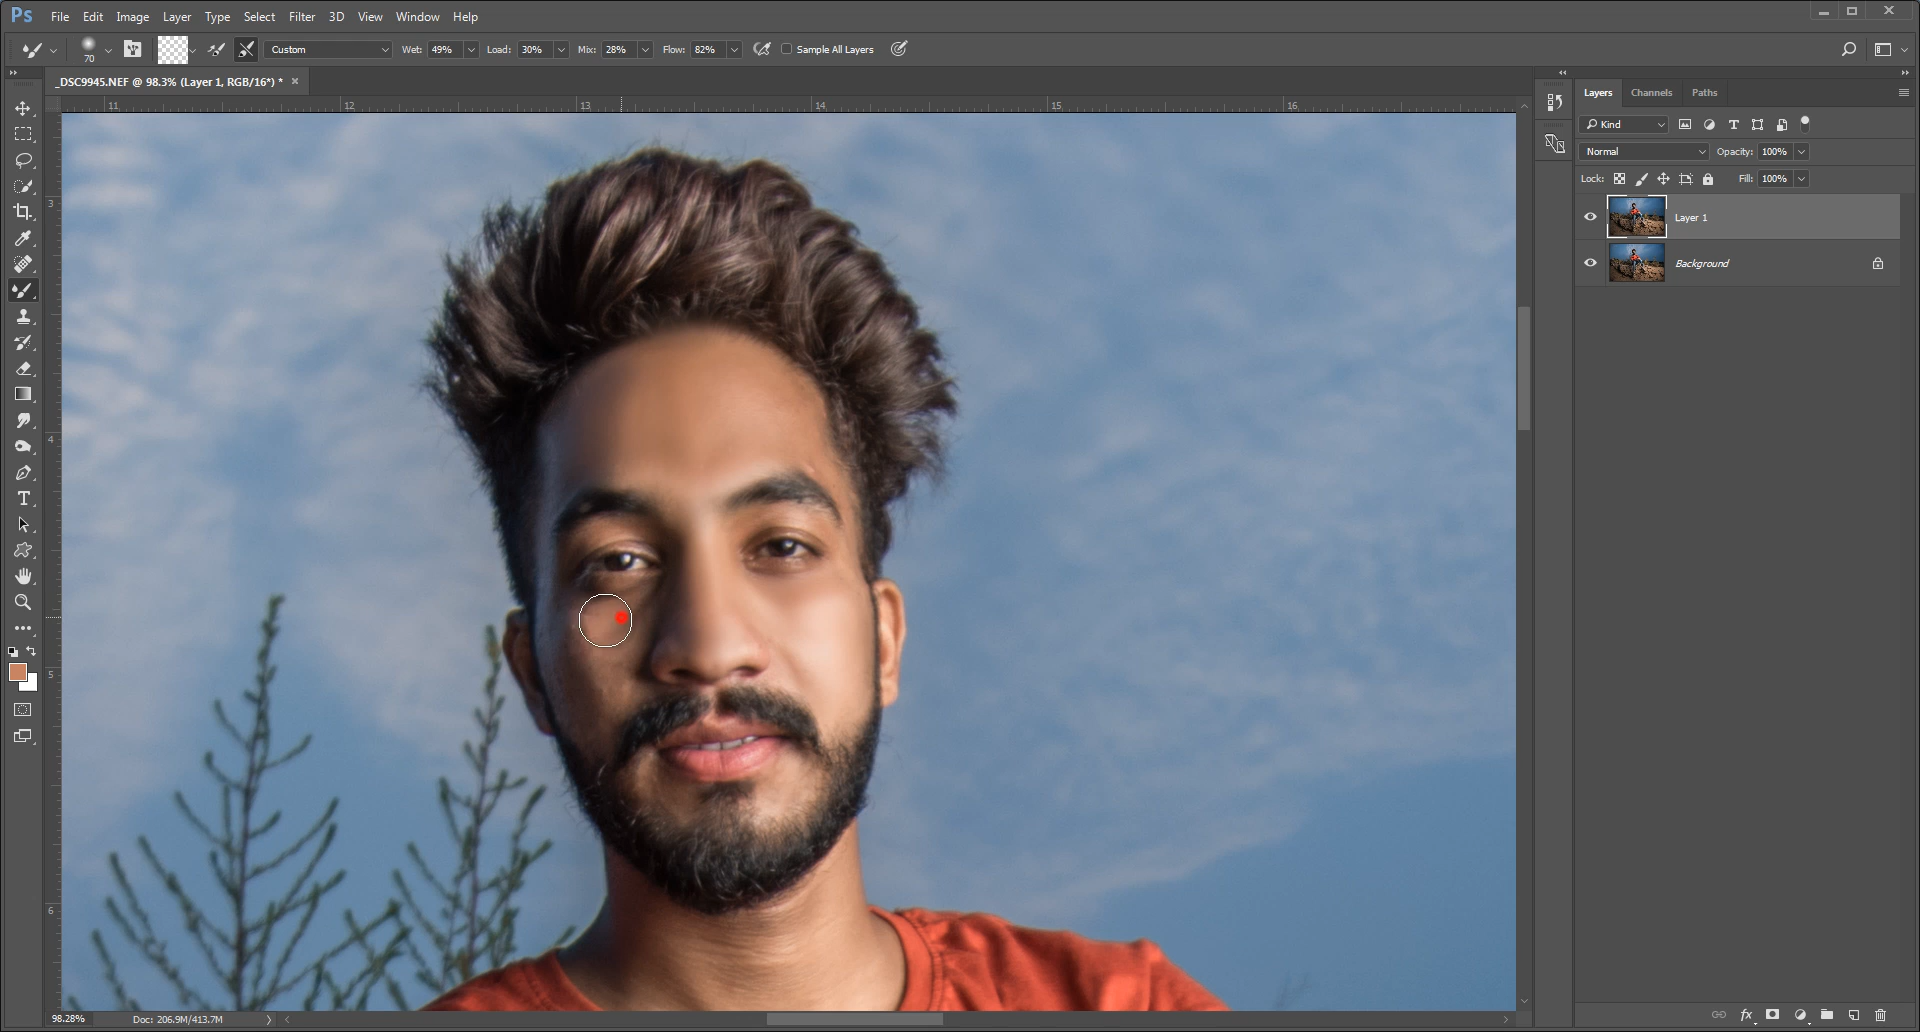 Ps File Edit Image Layer Type Select Filter 3D View Window Help
70 Custom Wet: 49% Load: 30% Mix: 28% Flow: 82% Sample All Layers
_DSC9945.NEF @ 98.3% (Layer 1, RGB/16*) * ×
11 12 13 14 15 16
3
4
5
6
Layers Channels Paths
Kind
Normal Opacity: 100%
Lock: Fill: 100%
Layer 1
Background
98.28% Doc: 206.9M/413.7M